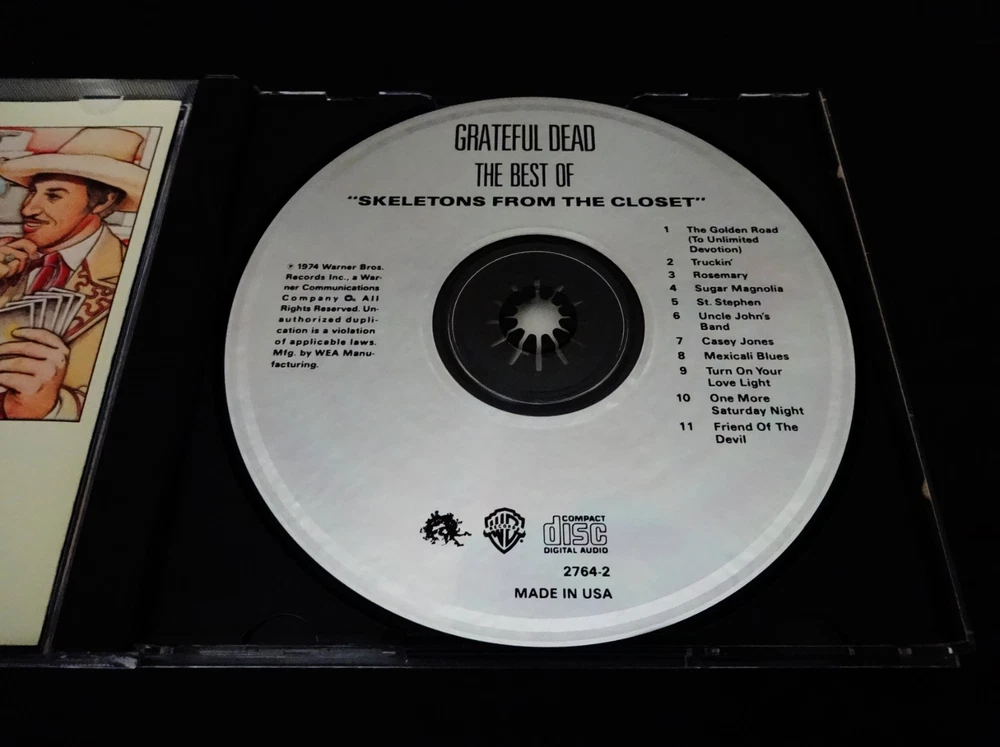 GRATEFUL DEAD
THE BEST OF
"SKELETONS FROM THE CLOSET"
℗ 1974 Warner Bros.
Records Inc., a War-
ner Communications
Company. All
Rights Reserved. Un-
authorized dupli-
cation is a violation
of applicable laws.
Mfg. by WEA Manu-
facturing.
1 The Golden Road
(To Unlimited
Devotion)
2 Truckin'
3 Rosemary
4 Sugar Magnolia
5 St. Stephen
6 Uncle John's
Band
7 Casey Jones
8 Mexicali Blues
9 Turn On Your
Love Light
10 One More
Saturday Night
11 Friend Of The
Devil
COMPACT
disc
DIGITAL AUDIO
2764-2
MADE IN USA